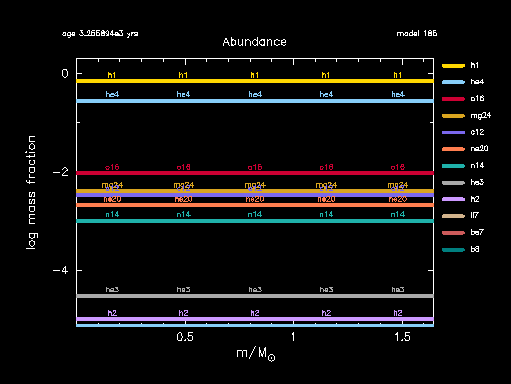 age 3.255894e3 yrs
model 186
Abundance
0
−2
−4
log mass fraction
h1 h1 h1 h1 h1
he4 he4 he4 he4 he4
o16 o16 o16 o16 o16
mg24 mg24 mg24 mg24 mg24
ne20 ne20 ne20 ne20 ne20
n14 n14 n14 n14 n14
he3 he3 he3 he3 he3
h2 h2 h2 h2 h2
0.5 1 1.5
m/M☉
h1
he4
o16
mg24
c12
ne20
n14
he3
h2
li7
be7
b8